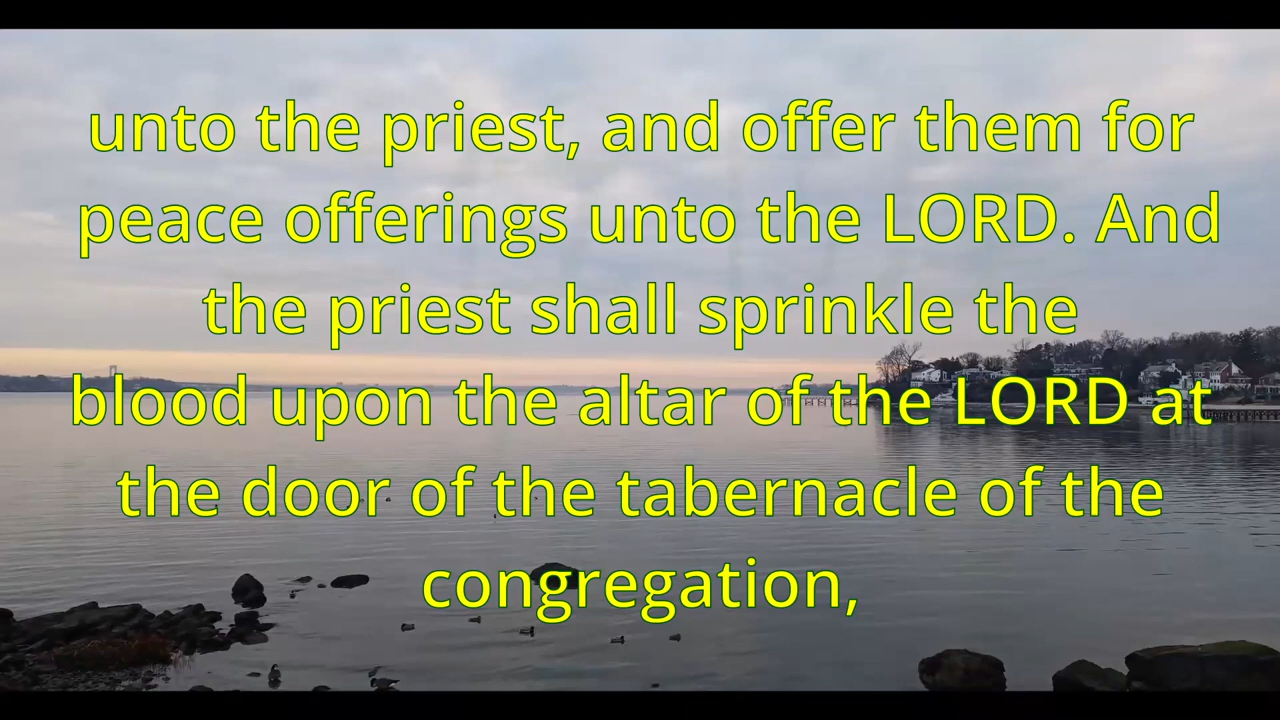 unto the priest, and offer them for
peace offerings unto the LORD. And
the priest shall sprinkle the
blood upon the altar of the LORD at
the door of the tabernacle of the
congregation,